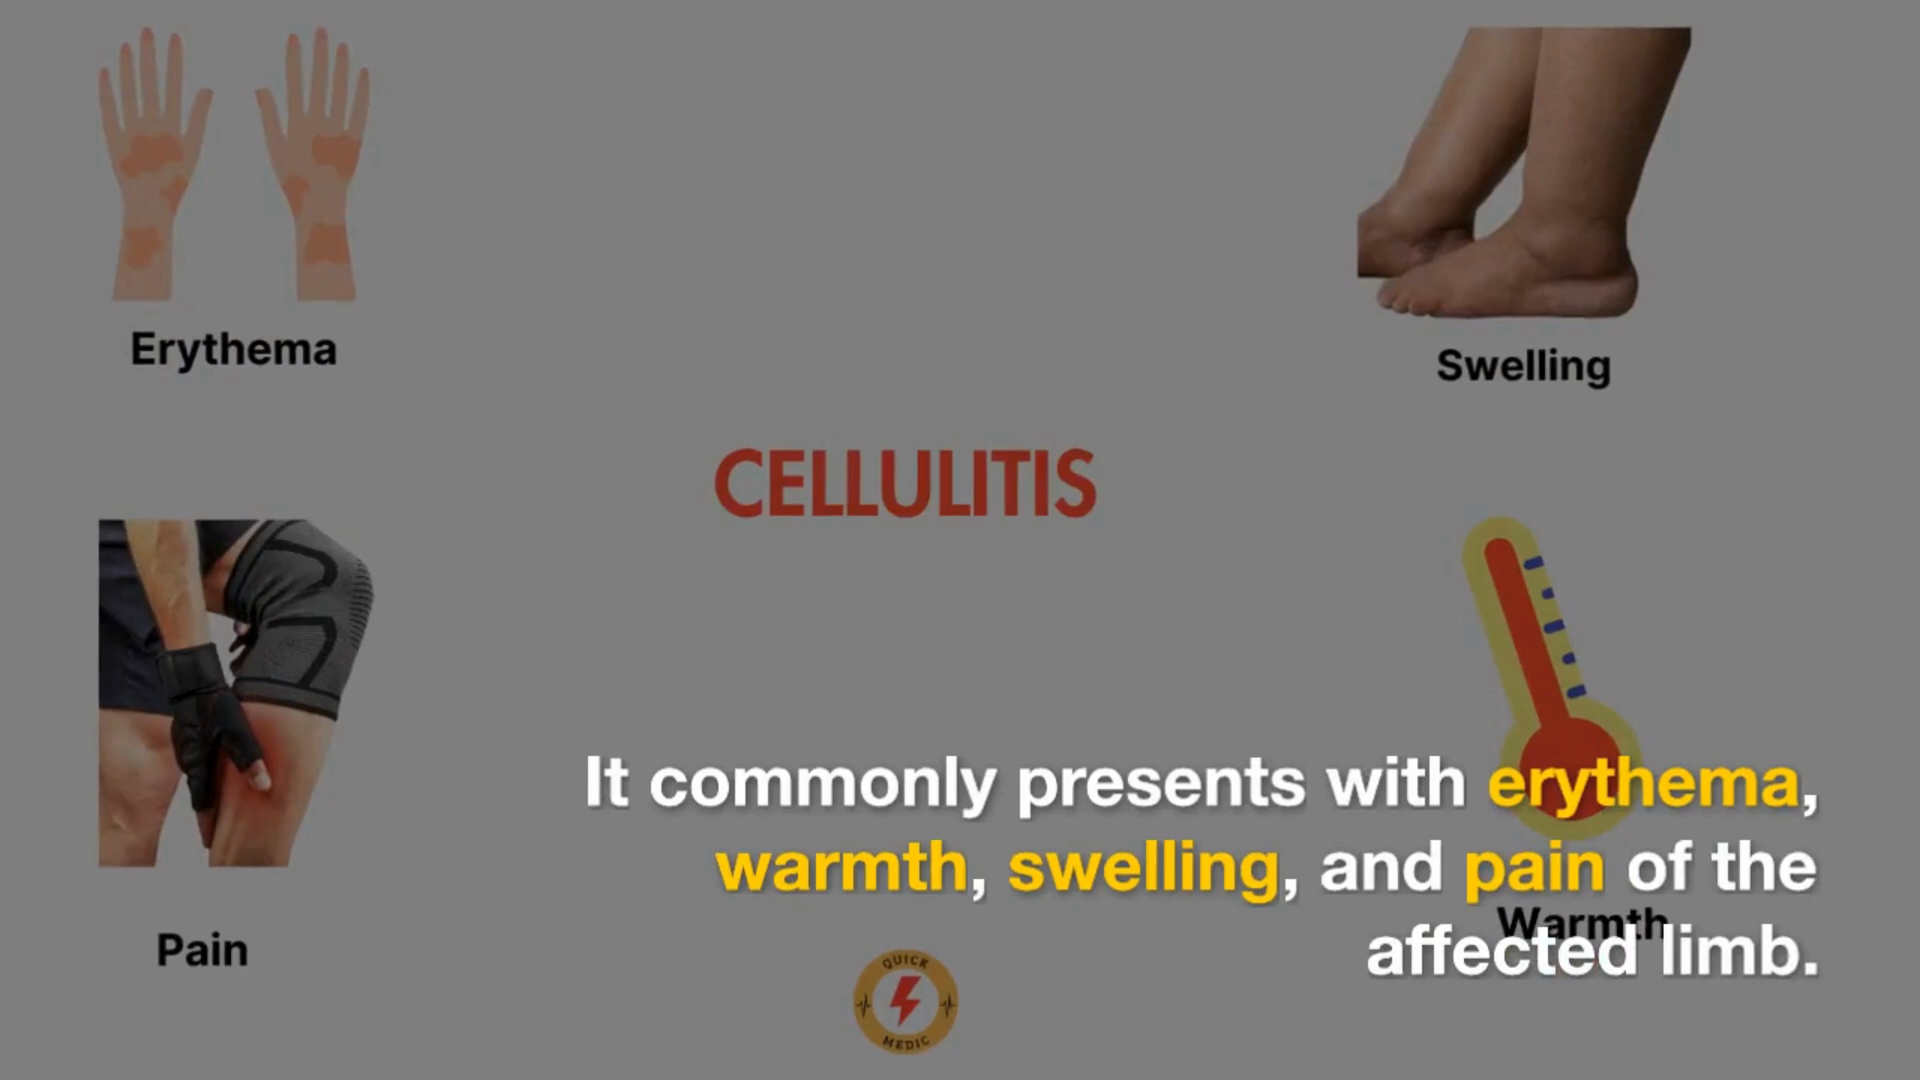 Erythema
Swelling
CELLULITIS
It commonly presents with erythema,
warmth, swelling, and pain of the
affected limb.
Warmth
Pain
QUICK
MEDIC